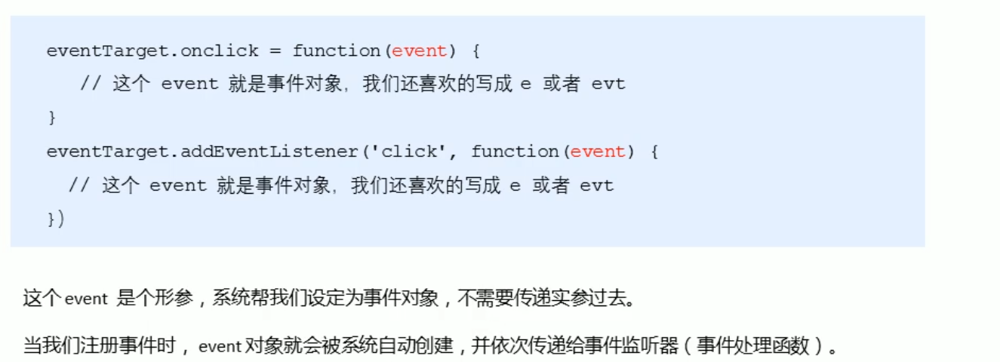 eventTarget.onclick = function(event) {
// 这个 event 就是事件对象，我们还喜欢的写成 e 或者 evt
}
eventTarget.addEventListener('click', function(event) {
// 这个 event 就是事件对象，我们还喜欢的写成 e 或者 evt
})
这个 event 是个形参，系统帮我们设定为事件对象，不需要传递实参过去。
当我们注册事件时，event 对象就会被系统自动创建，并依次传递给事件监听器（事件处理函数）。